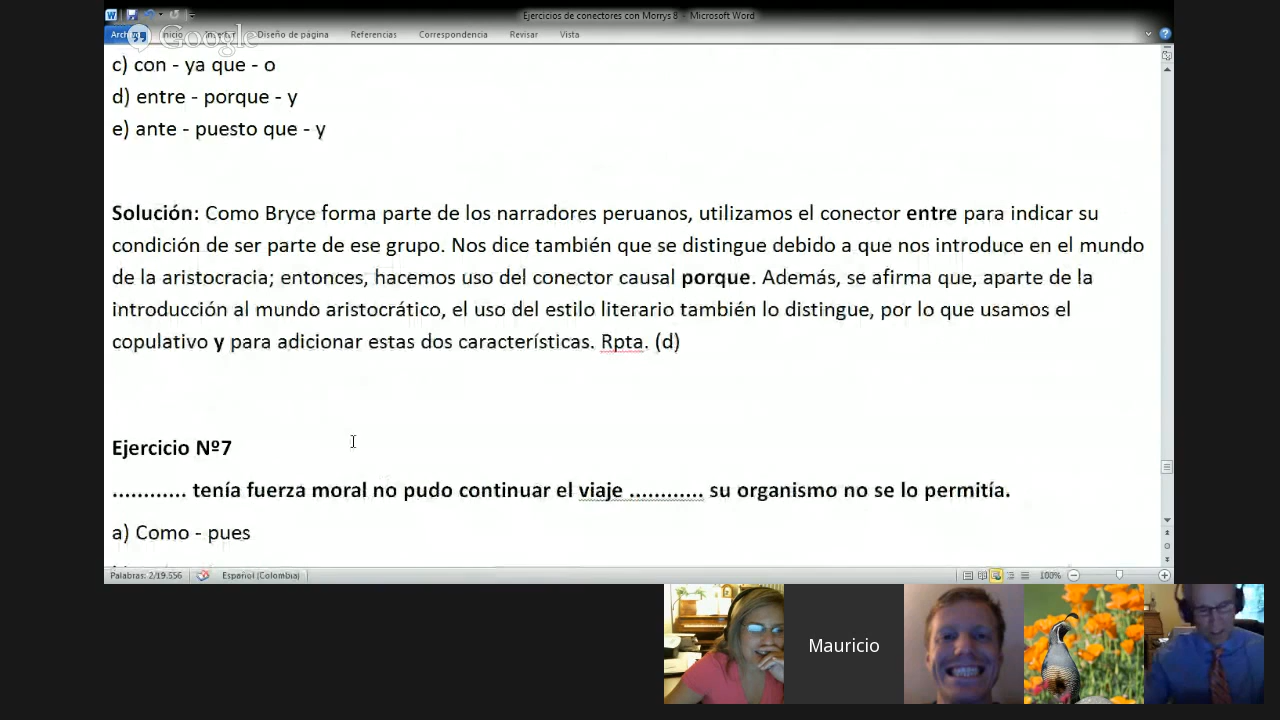 Ejercicios de conectores con Morrys 8 - Microsoft Word
Google
Inicio Diseño de página Referencias Correspondencia Revisar Vista
c) con - ya que - o
d) entre - porque - y
e) ante - puesto que - y
Solución: Como Bryce forma parte de los narradores peruanos, utilizamos el conector entre para indicar su
condición de ser parte de ese grupo. Nos dice también que se distingue debido a que nos introduce en el mundo
de la aristocracia; entonces, hacemos uso del conector causal porque. Además, se afirma que, aparte de la
introducción al mundo aristocrático, el uso del estilo literario también lo distingue, por lo que usamos el
copulativo y para adicionar estas dos características. Rpta. (d)
Ejercicio Nº7
............ tenía fuerza moral no pudo continuar el viaje ............ su organismo no se lo permitía.
a) Como - pues
Palabras: 2/19.556 Español (Colombia) 100%
Mauricio